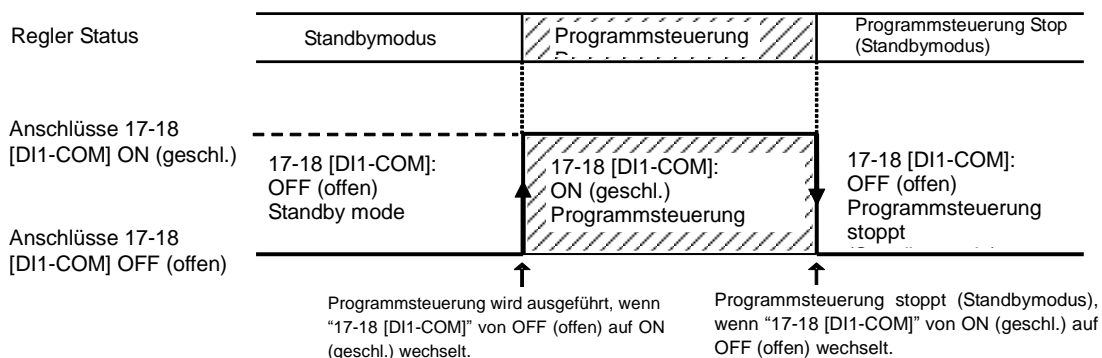 Regler Status
Standbymodus
Programmsteuerung
Programmsteuerung Stop
(Standbymodus)
Anschlüsse 17-18
[DI1-COM] ON (geschl.)
17-18 [DI1-COM]:
OFF (offen)
Standby mode
17-18 [DI1-COM]:
ON (geschl.)
Programmsteuerung
17-18 [DI1-COM]:
OFF (offen)
Programmsteuerung
stoppt
Anschlüsse 17-18
[DI1-COM] OFF (offen)
Programmsteuerung wird ausgeführt, wenn
“17-18 [DI1-COM]” von OFF (offen) auf ON
(geschl.) wechselt.
Programmsteuerung stoppt (Standbymodus),
wenn “17-18 [DI1-COM]” von ON (geschl.) auf
OFF (offen) wechselt.